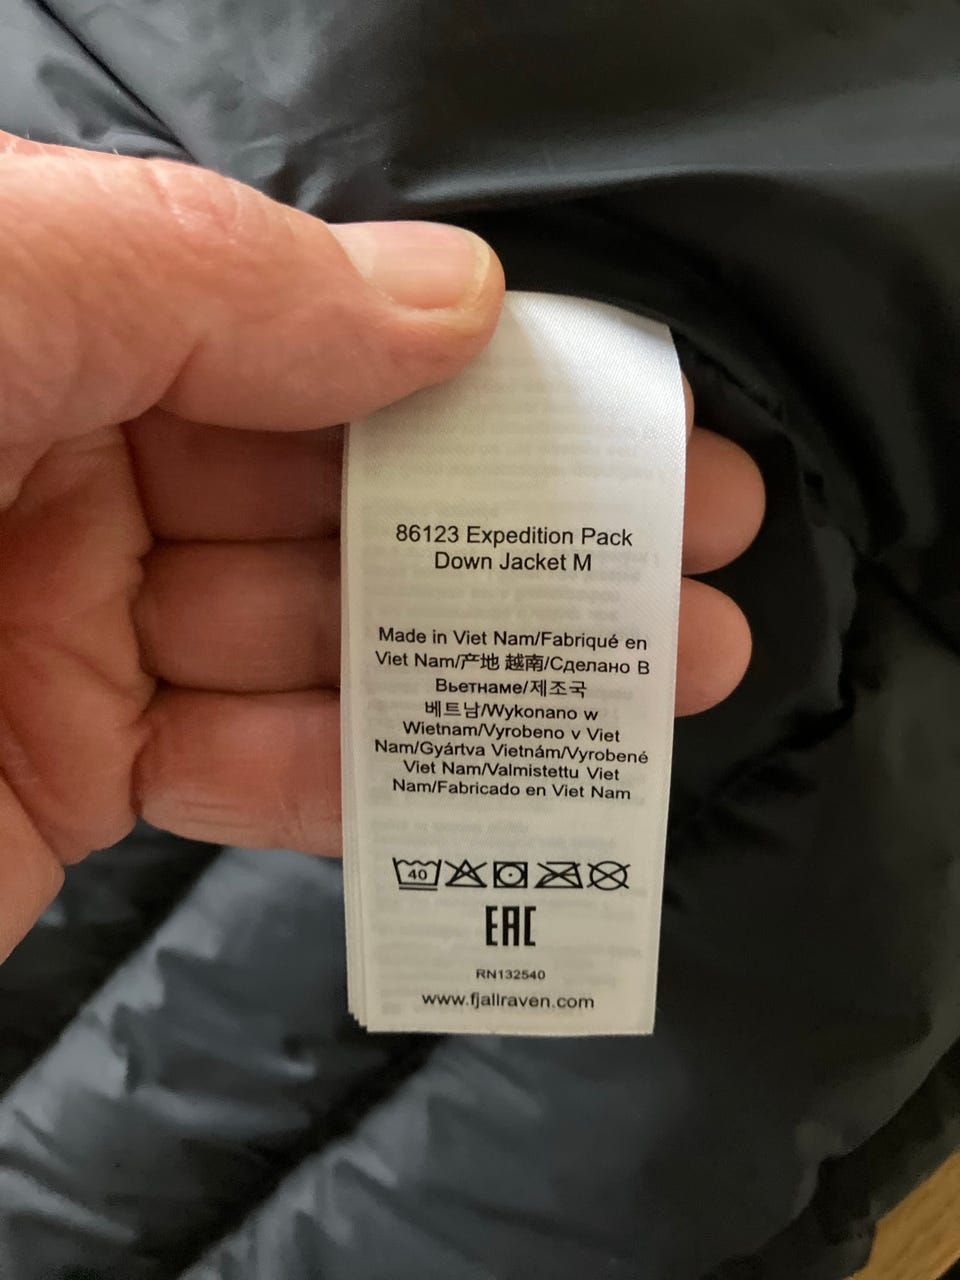 86123 Expedition Pack
Down Jacket M
Made in Viet Nam/Fabriqué en
Viet Nam/产地 越南/Сделано В
Вьетнаме/제조국
베트남/Wykonano w
Wietnam/Vyrobeno v Viet
Nam/Gyártva Vietnám/Vyrobené
Viet Nam/Valmistettu Viet
Nam/Fabricado en Viet Nam
40
EAC
RN132540
www.fjallraven.com